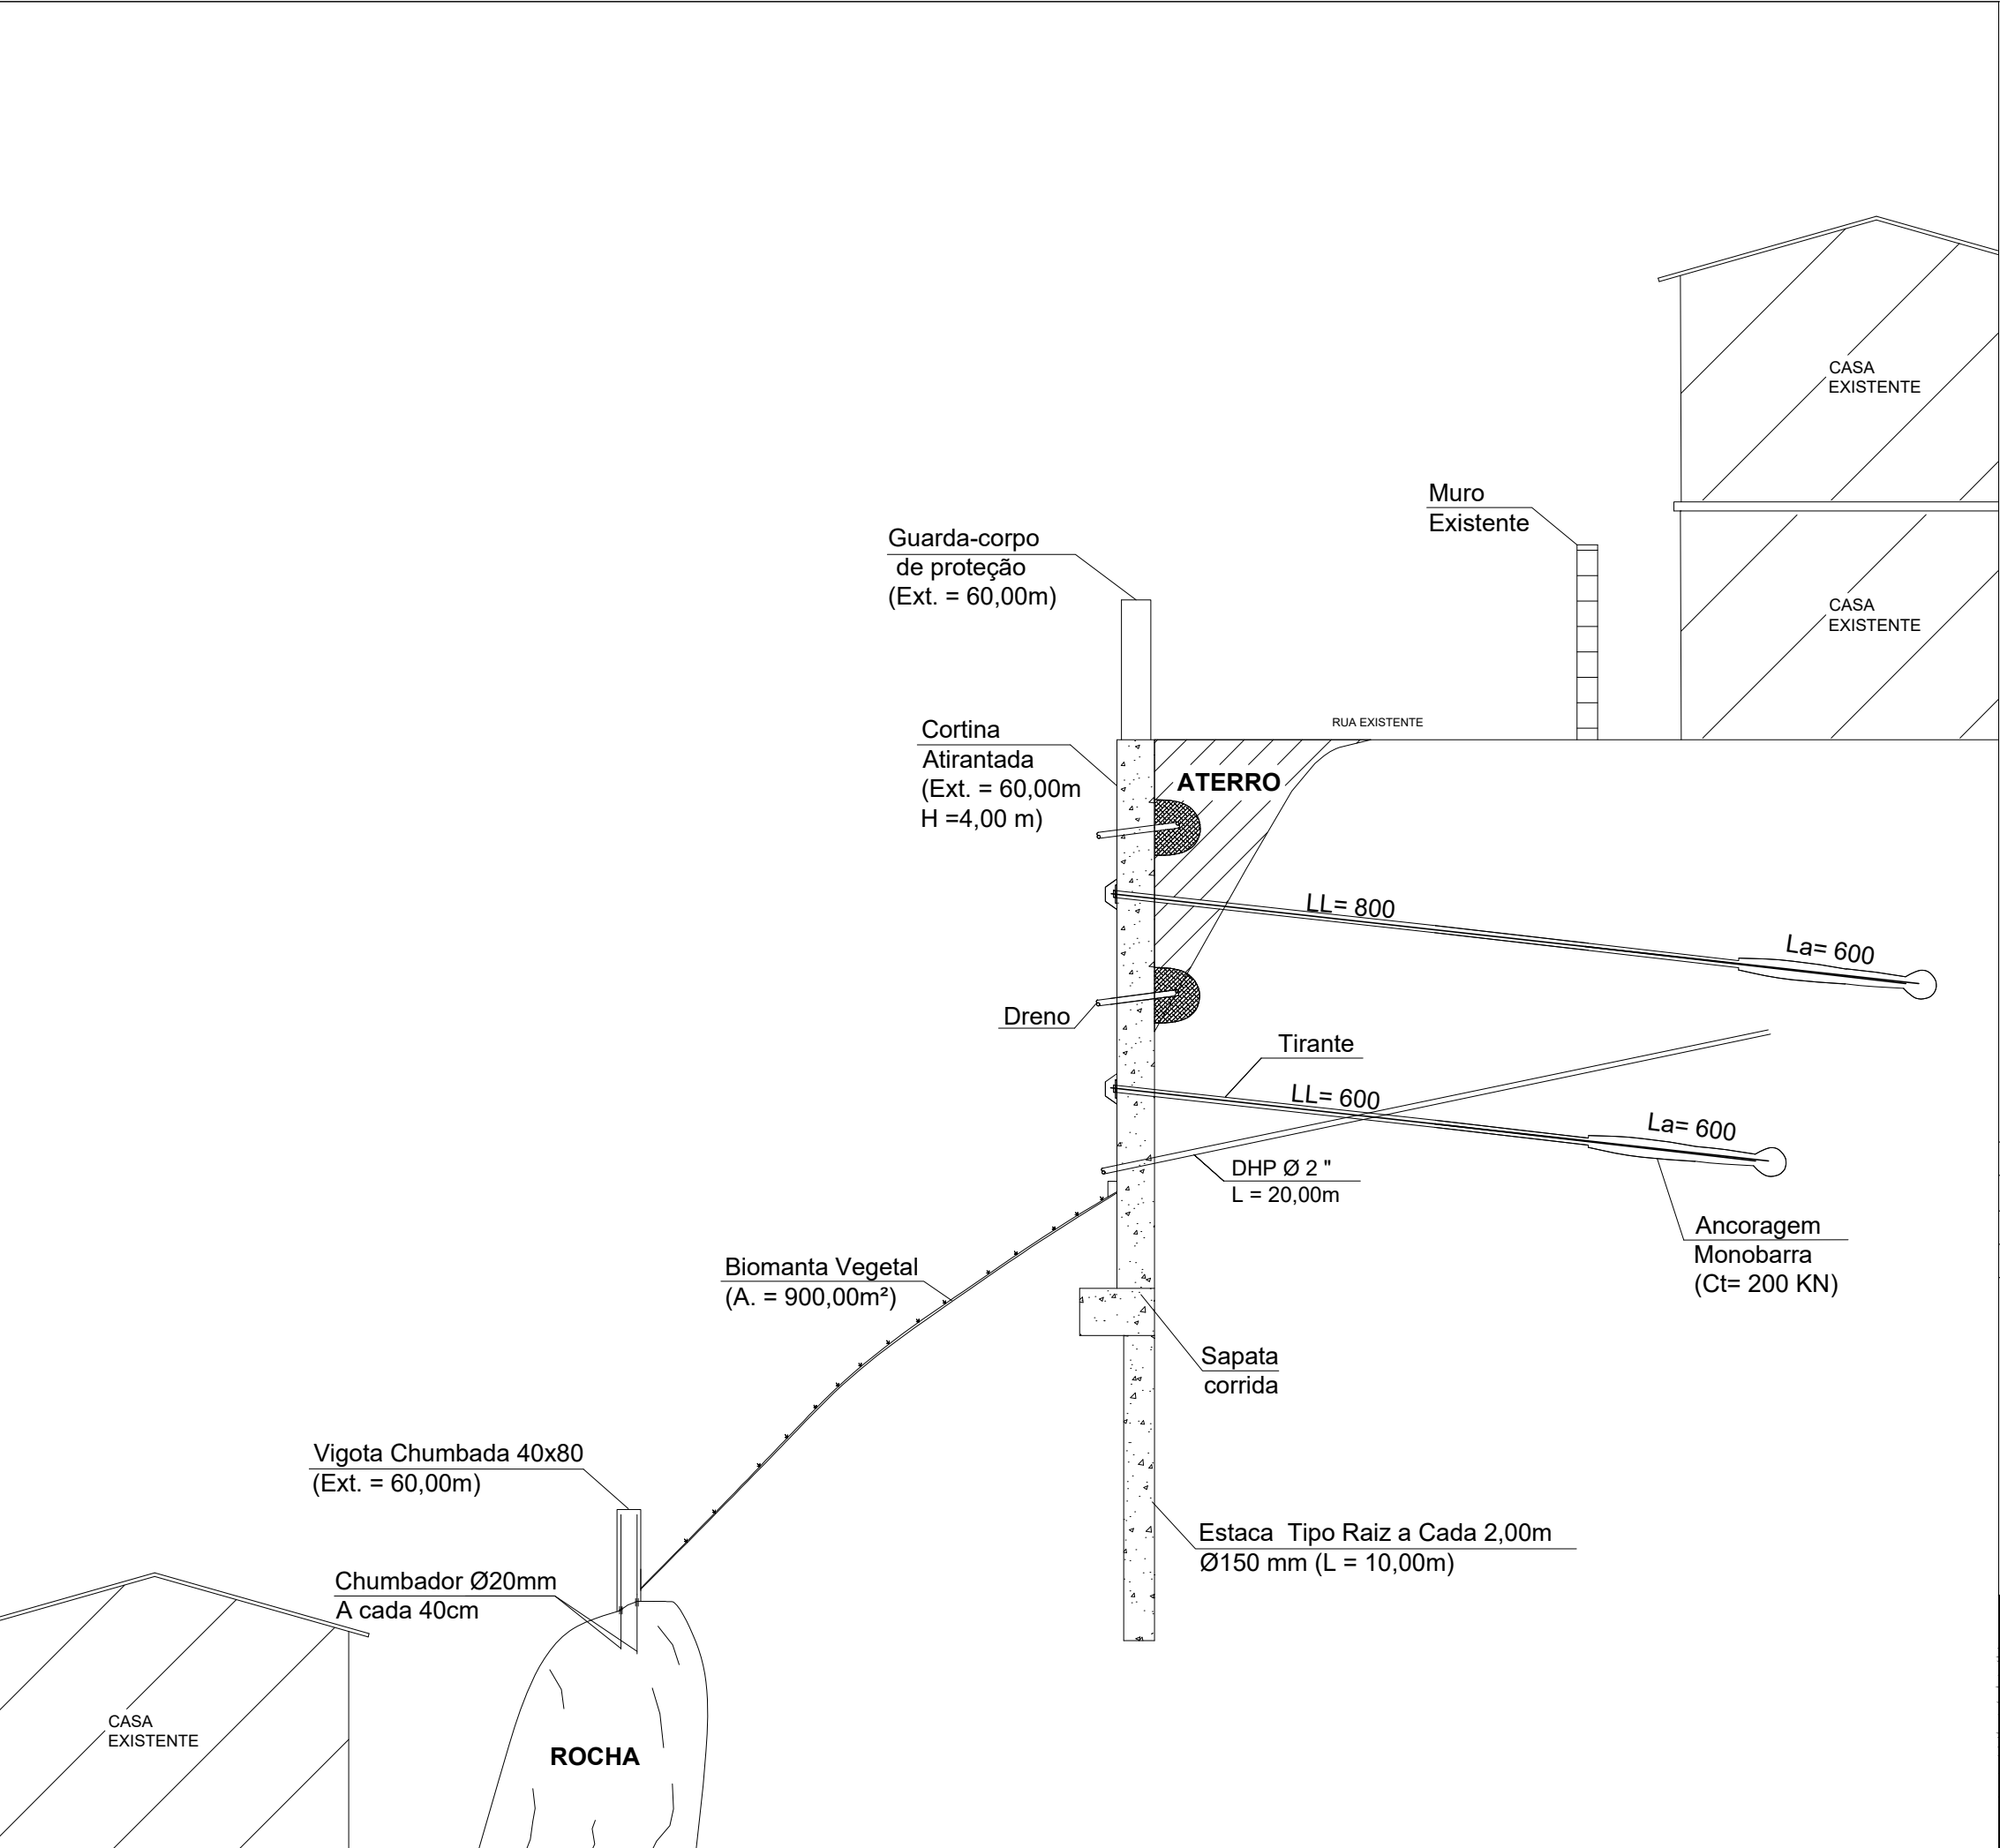 CASA
EXISTENTE
Muro
Existente
Guarda-corpo
de proteção
(Ext. = 60,00m)
CASA
EXISTENTE
RUA EXISTENTE
Cortina
Atirantada
(Ext. = 60,00m
H =4,00 m)
ATERRO
LL= 800
La= 600
Dreno
Tirante
LL= 600
La= 600
DHP Ø 2 "
L = 20,00m
Ancoragem
Monobarra
(Ct= 200 KN)
Biomanta Vegetal
(A. = 900,00m²)
Sapata
corrida
Vigota Chumbada 40x80
(Ext. = 60,00m)
Estaca Tipo Raiz a Cada 2,00m
Ø150 mm (L = 10,00m)
Chumbador Ø20mm
A cada 40cm
CASA
EXISTENTE
ROCHA